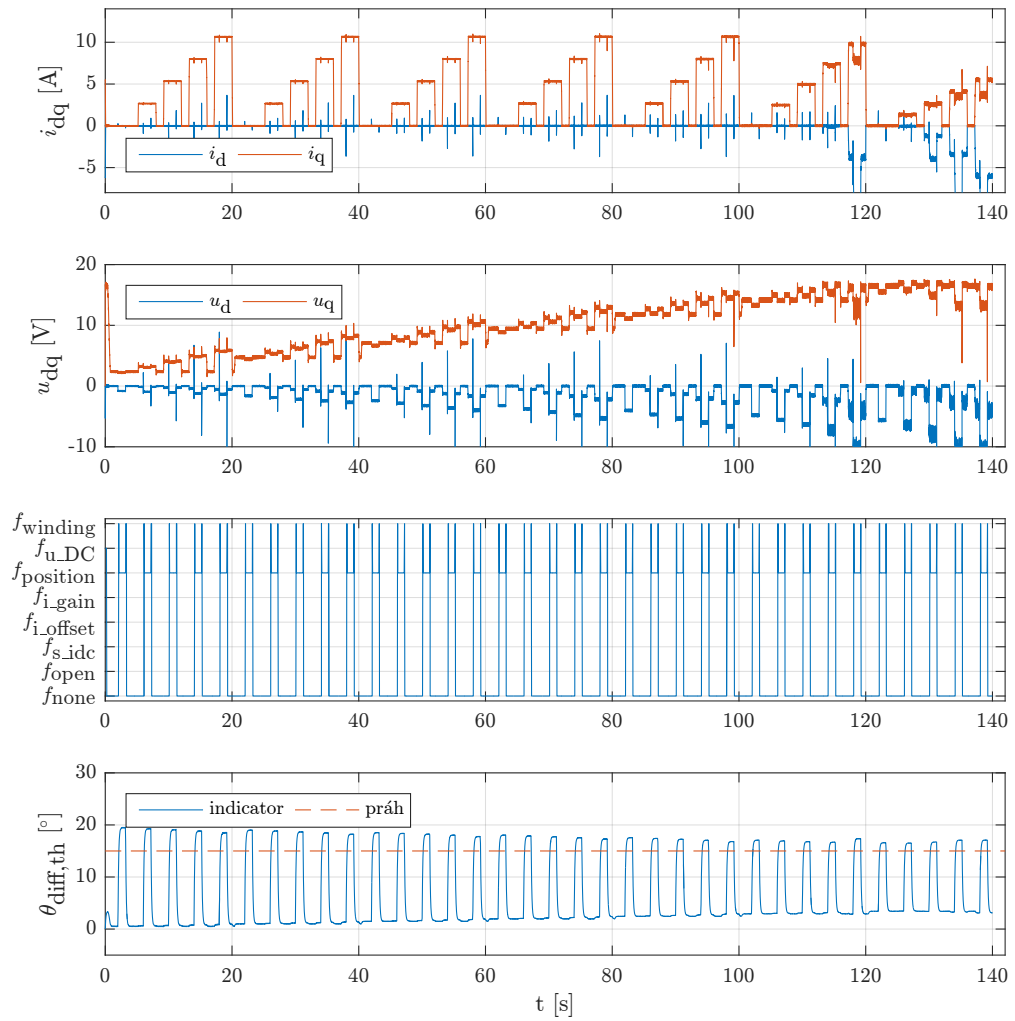 i_dq [A]
10
5
0
-5
i_d i_q
0 20 40 60 80 100 120 140
u_dq [V]
20
10
0
-10
u_d u_q
0 20 40 60 80 100 120 140
f_winding
f_u_DC
f_position
f_i_gain
f_i_offset
f_s_idc
f_open
f_none
0 20 40 60 80 100 120 140
θ_diff,th [°]
30
20
10
0
indicator práh
0 20 40 60 80 100 120 140
t [s]